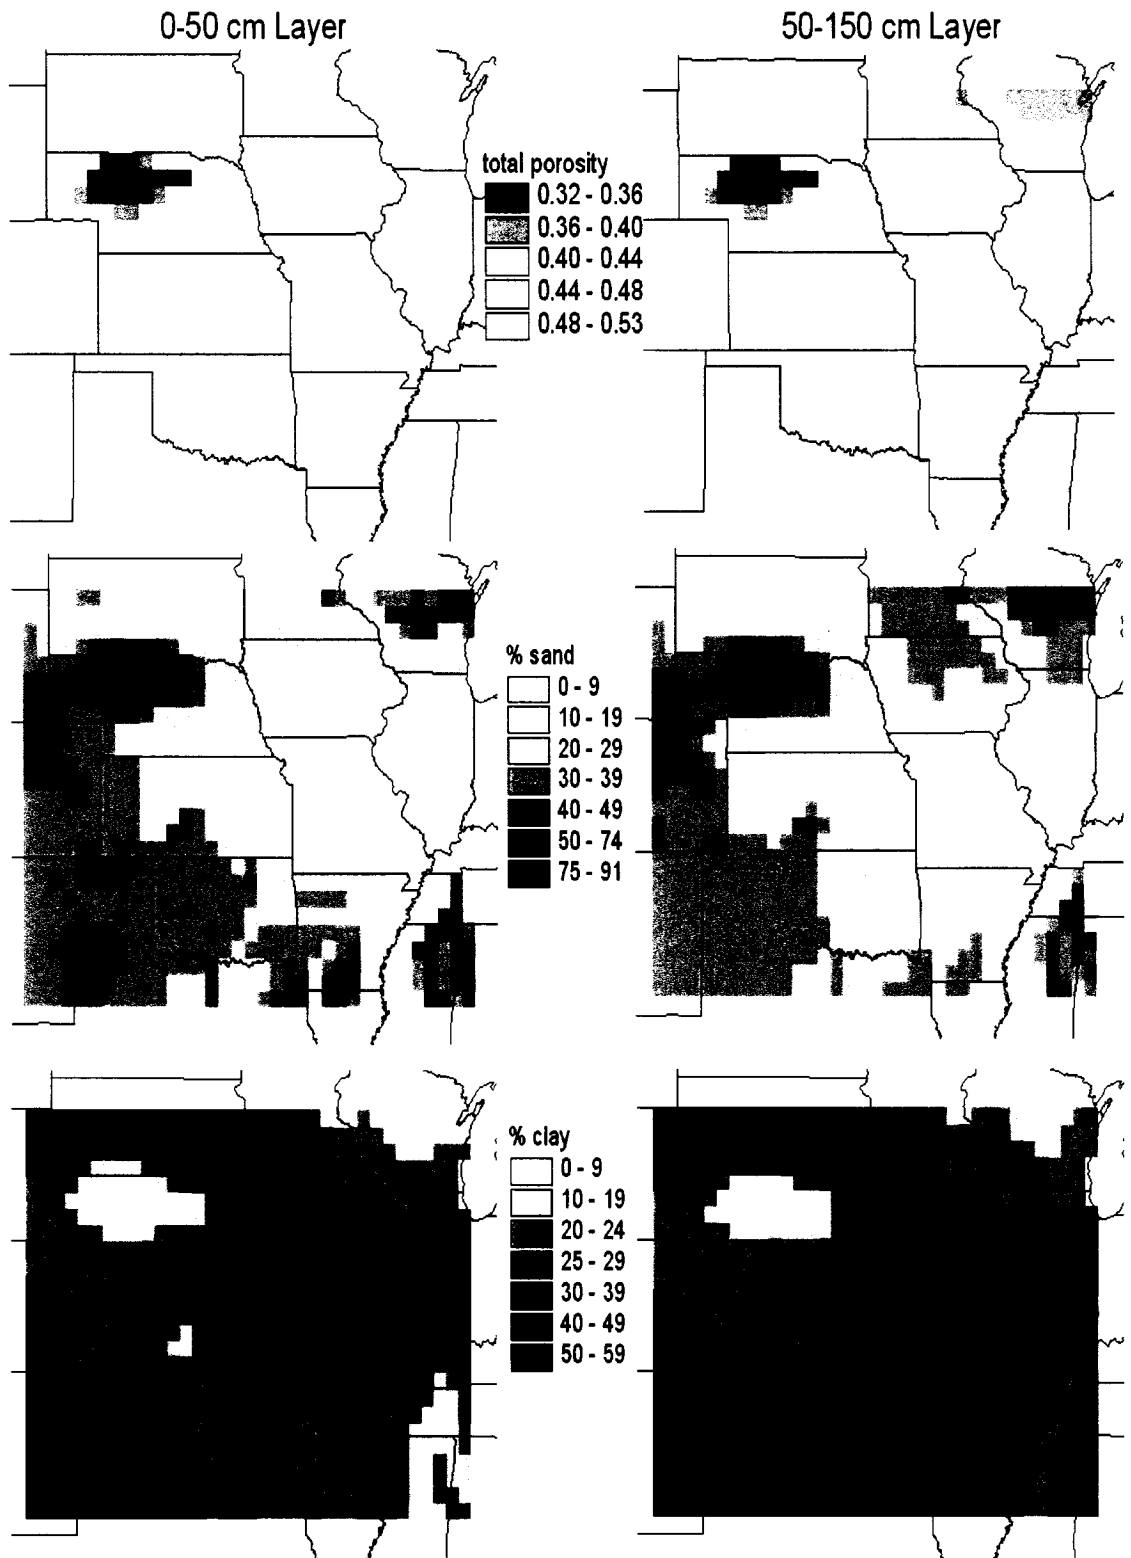 0-50 cm Layer
50-150 cm Layer
total porosity
0.32 - 0.36
0.36 - 0.40
0.40 - 0.44
0.44 - 0.48
0.48 - 0.53
% sand
0 - 9
10 - 19
20 - 29
30 - 39
40 - 49
50 - 74
75 - 91
% clay
0 - 9
10 - 19
20 - 24
25 - 29
30 - 39
40 - 49
50 - 59